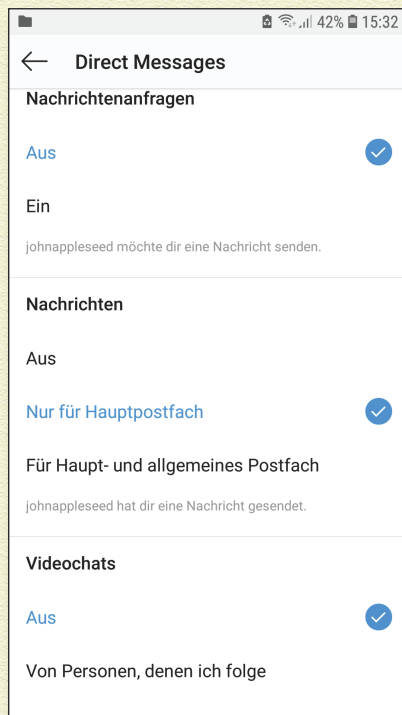 42% 15:32
Direct Messages
Nachrichtenanfragen
Aus
Ein
johnappleseed möchte dir eine Nachricht senden.
Nachrichten
Aus
Nur für Hauptpostfach
Für Haupt- und allgemeines Postfach
johnappleseed hat dir eine Nachricht gesendet.
Videochats
Aus
Von Personen, denen ich folge